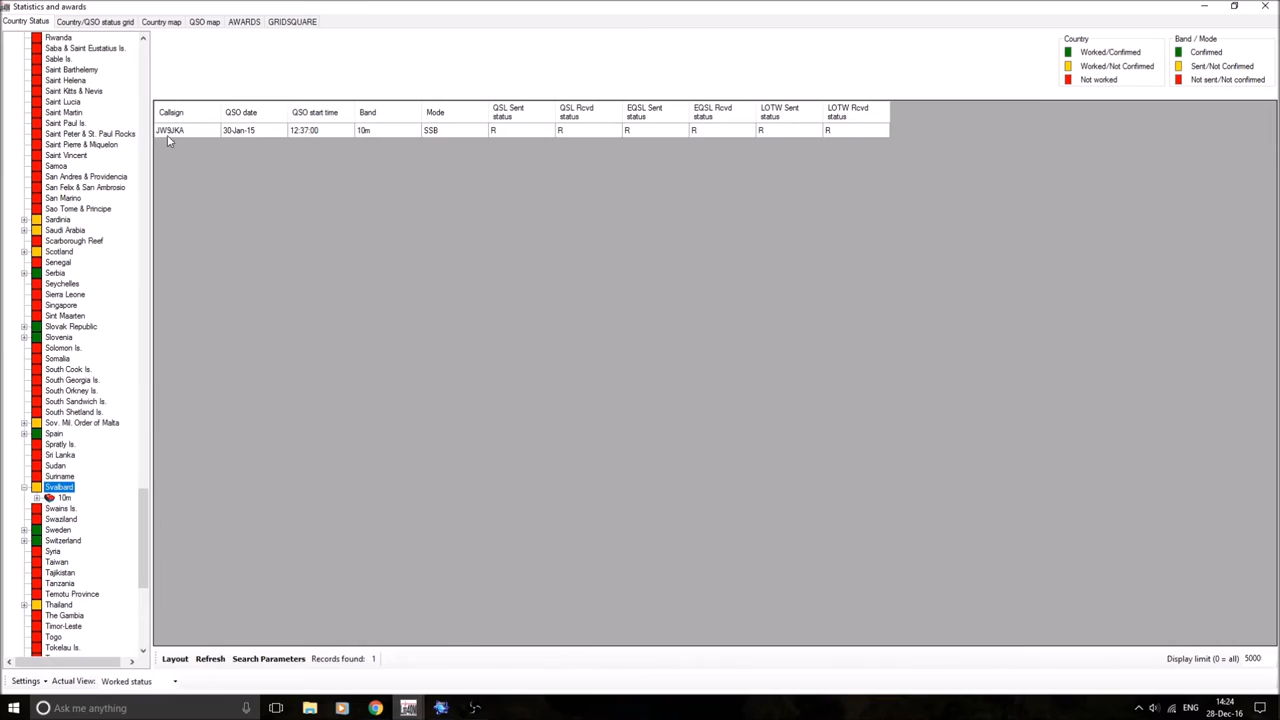 Statistics and awards
Country Status Country/QSO status grid Country map QSO map AWARDS GRIDSQUARE
Rwanda
Saba & Saint Eustatius Is.
Sable Is.
Saint Barthelemy
Saint Helena
Saint Kitts & Nevis
Saint Lucia
Saint Martin
Saint Paul Is.
Saint Peter & St. Paul Rocks
Saint Pierre & Miquelon
Saint Vincent
Samoa
San Andres & Providencia
San Felix & San Ambrosio
San Marino
Sao Tome & Principe
Sardinia
Saudi Arabia
Scarborough Reef
Scotland
Senegal
Serbia
Seychelles
Sierra Leone
Singapore
Sint Maarten
Slovak Republic
Slovenia
Solomon Is.
Somalia
South Cook Is.
South Georgia Is.
South Orkney Is.
South Sandwich Is.
South Shetland Is.
Sov. Mil. Order of Malta
Spain
Spratly Is.
Sri Lanka
Sudan
Suriname
Svalbard
10m
Swains Is.
Swaziland
Sweden
Switzerland
Syria
Taiwan
Tajikistan
Tanzania
Temotu Province
Thailand
The Gambia
Timor-Leste
Togo
Tokelau Is.
Country
Worked/Confirmed
Worked/Not Confirmed
Not worked
Band / Mode
Confirmed
Sent/Not Confirmed
Not sent/Not confirmed
Callsign QSO date QSO start time Band Mode QSL Sent status QSL Rcvd status EQSL Sent status EQSL Rcvd status LOTW Sent status LOTW Rcvd status
30-Jan-15 12:37:00 10m SSB R R R R R R
Layout Refresh Search Parameters Records found: 1 Display limit (0 = all) 5000
Settings Actual View: Worked status
Ask me anything
ENG
14:24
28-Dec-16